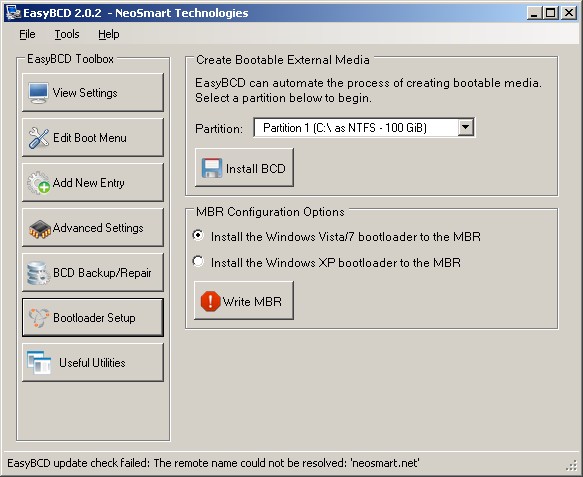 EasyBCD 2.0.2 - NeoSmart Technologies
File Tools Help
EasyBCD Toolbox
View Settings
Edit Boot Menu
Add New Entry
Advanced Settings
BCD Backup/Repair
Bootloader Setup
Useful Utilities
Create Bootable External Media
EasyBCD can automate the process of creating bootable media.
Select a partition below to begin.
Partition: Partition 1 (C:\ as NTFS - 100 GiB)
Install BCD
MBR Configuration Options
Install the Windows Vista/7 bootloader to the MBR
Install the Windows XP bootloader to the MBR
Write MBR
EasyBCD update check failed: The remote name could not be resolved: 'neosmart.net'